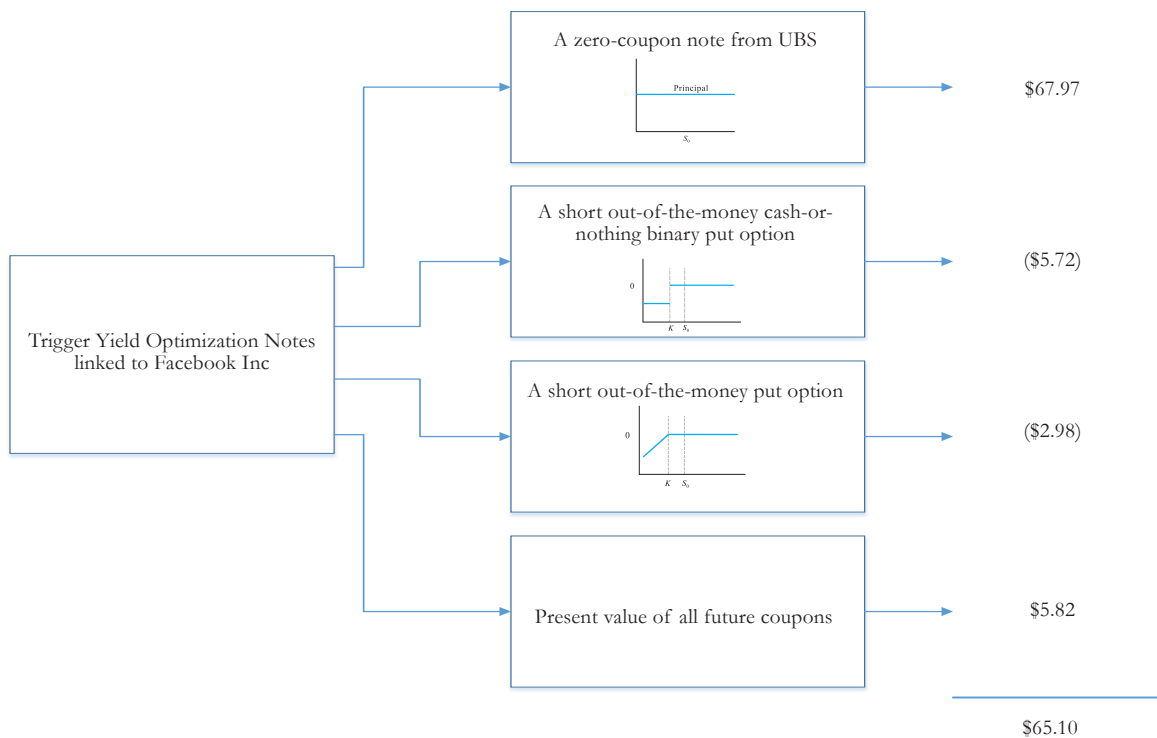 A zero-coupon note from UBS
Principal
S₀
$67.97
A short out-of-the-money cash-or-
nothing binary put option
0
K S₀
($5.72)
Trigger Yield Optimization Notes
linked to Facebook Inc
A short out-of-the-money put option
0
K S₀
($2.98)
Present value of all future coupons
$5.82
$65.10